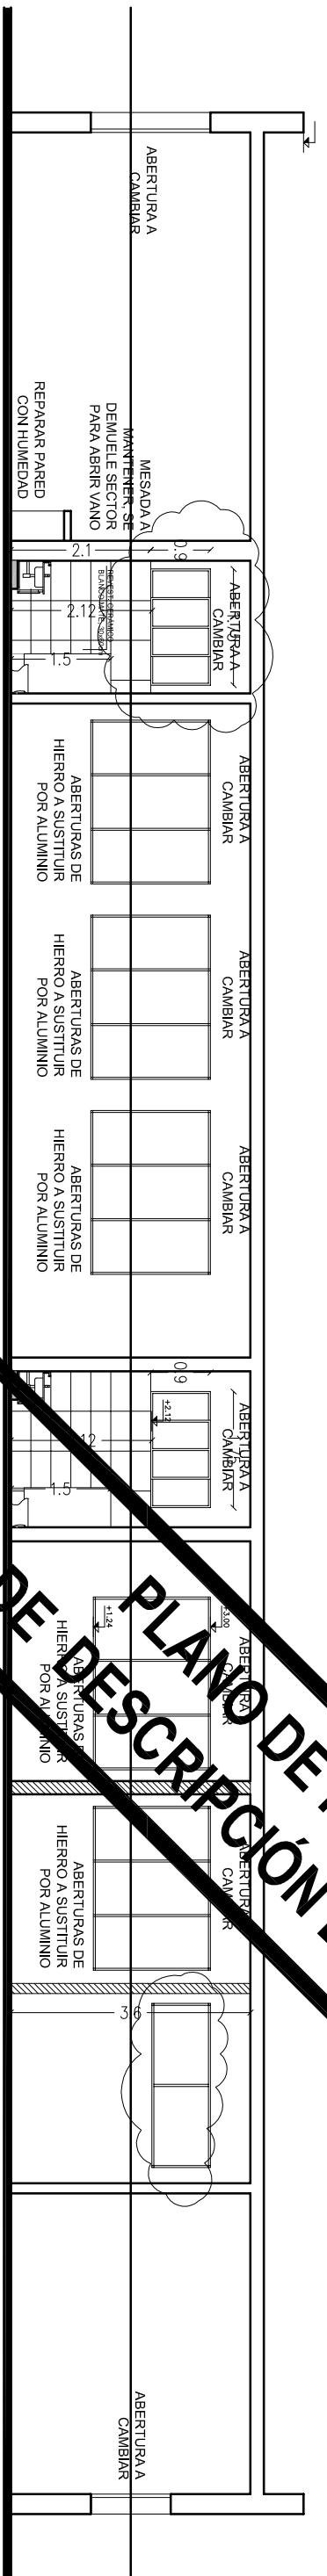 ABERTURA A
CAMBIAR
REPARAR PARED
CON HUMEDAD
MESADA A
MANTENER, SE
DEMUELE SECTOR
PARA ABRIR VANO
2.1
0.9
2.12
1.5
ABERTURA A
CAMBIAR
ABERTURA A
CAMBIAR
ABERTURAS DE
HIERRO A SUSTITUIR
POR ALUMINIO
ABERTURA A
CAMBIAR
ABERTURAS DE
HIERRO A SUSTITUIR
POR ALUMINIO
ABERTURA A
CAMBIAR
ABERTURAS DE
HIERRO A SUSTITUIR
POR ALUMINIO
0.9
+2.12
1.5
ABERTURA A
CAMBIAR
+3.00
+1.24
ABERTURA A
CAMBIAR
ABERTURAS DE
HIERRO A SUSTITUIR
POR ALUMINIO
ABERTURA
CAMBIAR
ABERTURAS DE
HIERRO A SUSTITUIR
POR ALUMINIO
3.6
ABERTURA A
CAMBIAR
PLANO DE
DE DESCRIPCIÓN